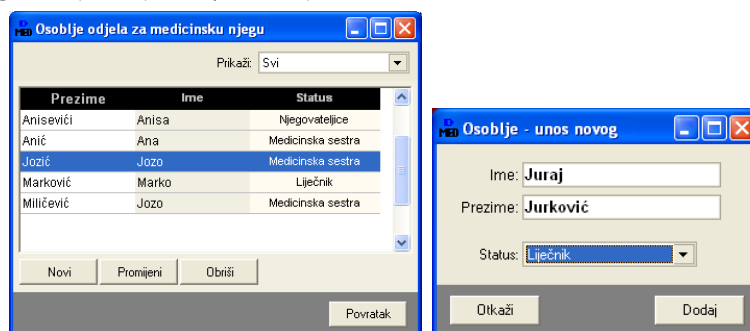 Osoblje odjela za medicinsku njegu
Prikaži: Svi
Prezime Ime Status
Anisevići Anisa Njegovateljice
Anić Ana Medicinska sestra
Jozić Jozo Medicinska sestra
Marković Marko Liječnik
Miličević Jozo Medicinska sestra
Novi Promijeni Obriši
Povratak
D MED Osoblje - unos novog
Ime: Juraj
Prezime: Jurković
Status: Liječnik
Otkaži Dodaj